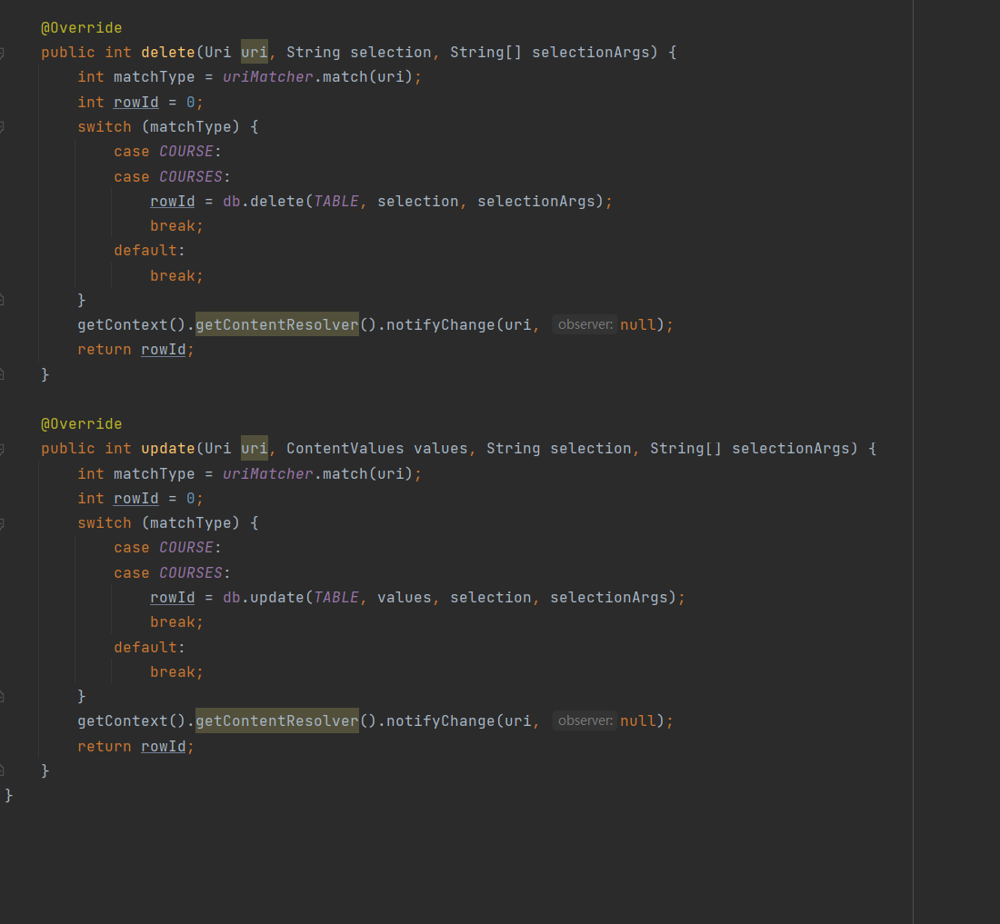 @Override
public int delete(Uri uri, String selection, String[] selectionArgs) {
int matchType = uriMatcher.match(uri);
int rowId = 0;
switch (matchType) {
case COURSE:
case COURSES:
rowId = db.delete(TABLE, selection, selectionArgs);
break;
default:
break;
}
getContext().getContentResolver().notifyChange(uri, observer: null);
return rowId;
}
@Override
public int update(Uri uri, ContentValues values, String selection, String[] selectionArgs) {
int matchType = uriMatcher.match(uri);
int rowId = 0;
switch (matchType) {
case COURSE:
case COURSES:
rowId = db.update(TABLE, values, selection, selectionArgs);
break;
default:
break;
}
getContext().getContentResolver().notifyChange(uri, observer: null);
return rowId;
}
}